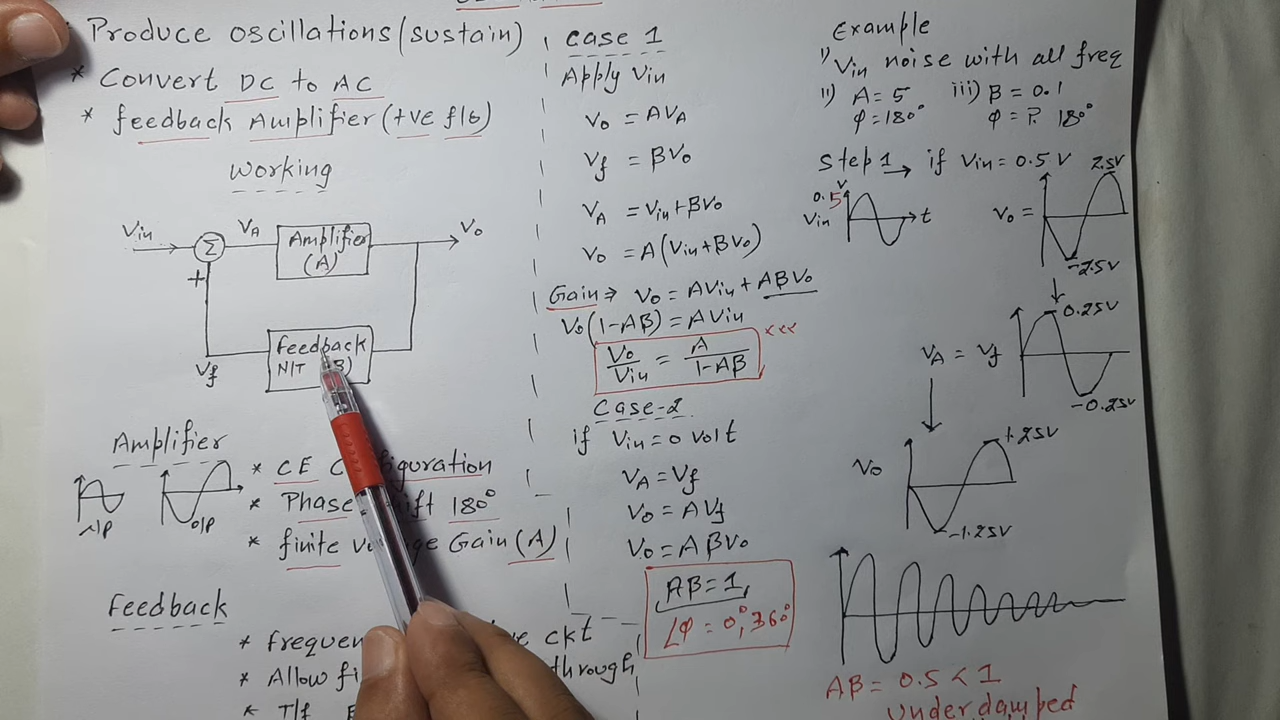 Produce oscillations (sustain)
* Convert DC to AC
* feedback Amplifier (+ve f/b)
Working
Vin
Σ
VA
Amplifier
(A)
Vo
+
Vf
Feedback
N/T
Amplifier
i/p
o/p
* CE
* Phase 180°
* finite Gain (A)
Feedback
* ckt
* Allow through
* T/f
Case 1
Apply Vin
Vo = AVA
Vf = βVo
VA = Vin + βVo
Vo = A(Vin + βVo)
Gain ⇒ Vo = AVin + AβVo
Vo(1-Aβ) = AVin
Vo/Vin = A/1-Aβ <<<
Case-2
if Vin = 0 volt
VA = Vf
Vo = AVf
Vo = AβVo
Aβ = 1
∠φ = 0°, 360°
Example
i) Vin noise with all freq
ii) A = 5 iii) β = 0.1
φ = 180° φ = P. 180°
Step 1 → if Vin = 0.5 V
0.5 V
Vin
t
Vo =
2.5V
-2.5V
VA = Vf
0.25V
-0.25V
Vo
1.25V
-1.25V
Aβ = 0.5 < 1
Under damped